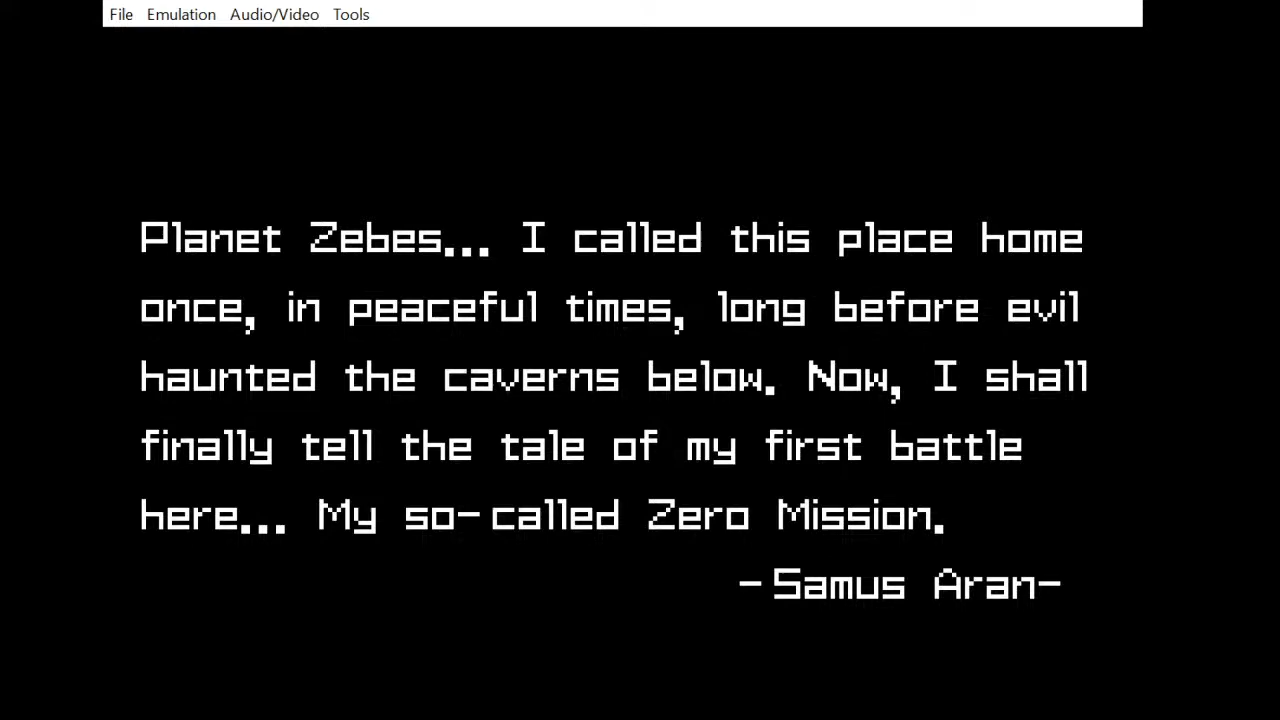 File Emulation Audio/Video Tools
Planet Zebes... I called this place home
once, in peaceful times, long before evil
haunted the caverns below. Now, I shall
finally tell the tale of my first battle
here... My so-called Zero Mission.
-Samus Aran-